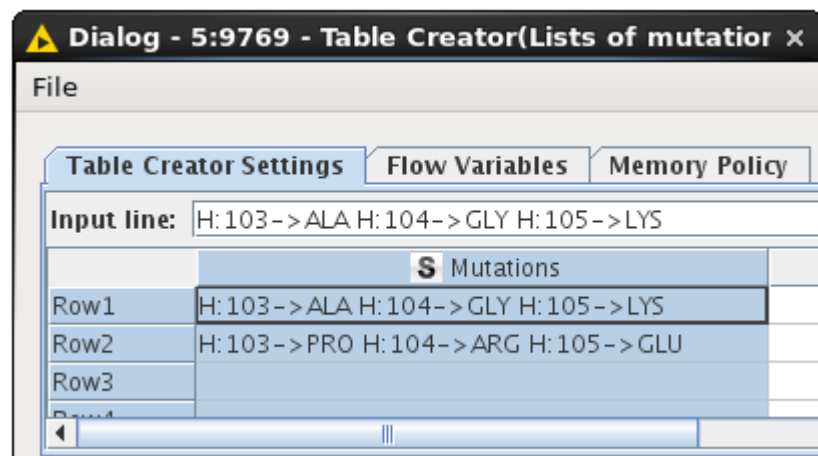 Dialog - 5:9769 - Table Creator(Lists of mutation ×
File
Table Creator Settings Flow Variables Memory Policy
Input line: H:103->ALA H:104->GLY H:105->LYS
S Mutations
Row1 H:103->ALA H:104->GLY H:105->LYS
Row2 H:103->PRO H:104->ARG H:105->GLU
Row3
Row4